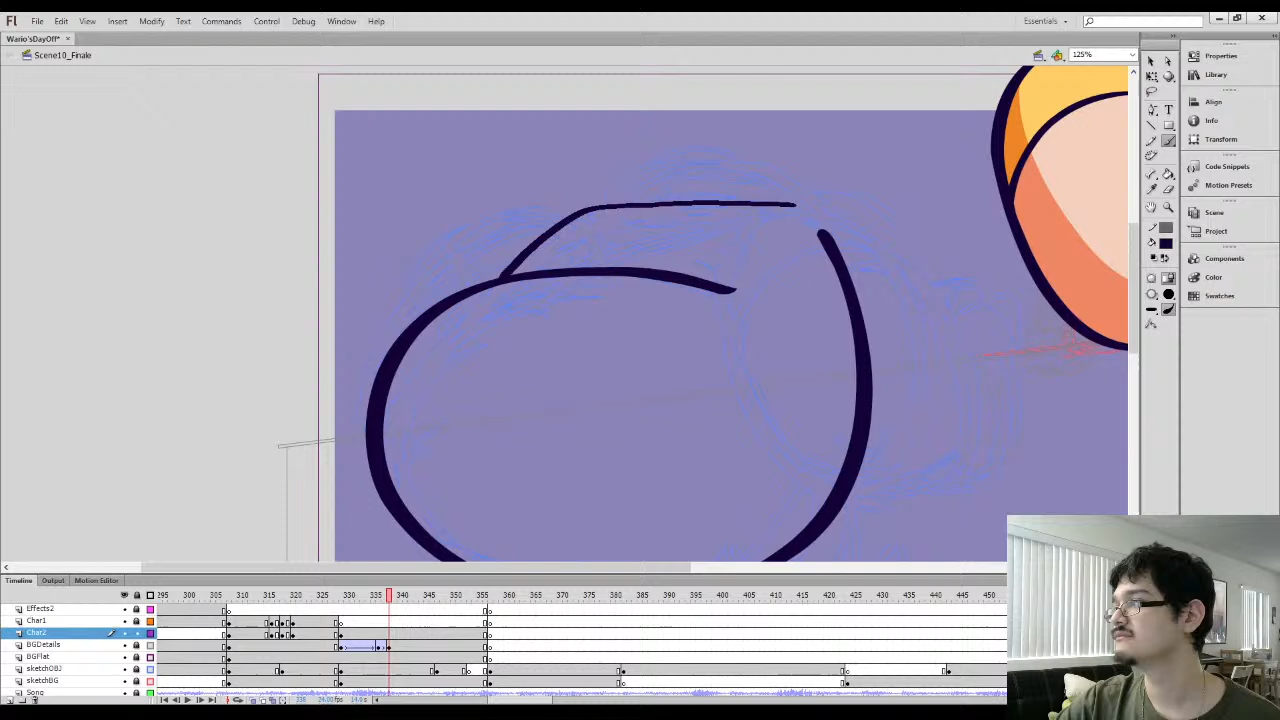 Fl File Edit View Insert Modify Text Commands Control Debug Window Help Essentials
Wario'sDayOff*
Scene10_Finale 125%
Properties
Library
Align
Info
Transform
Code Snippets
Motion Presets
Scene
Project
Components
Color
Swatches
Timeline Output Motion Editor
295 305 310 315 320 325 330 335 340 345 350 355 360 365 370 375 380 385 390 395 400 405 410 415 420 425 430 435 440 445 450
Effects2
Char1
Char2
BGDetails
BGFlat
sketchOBJ
sketchBG
Song